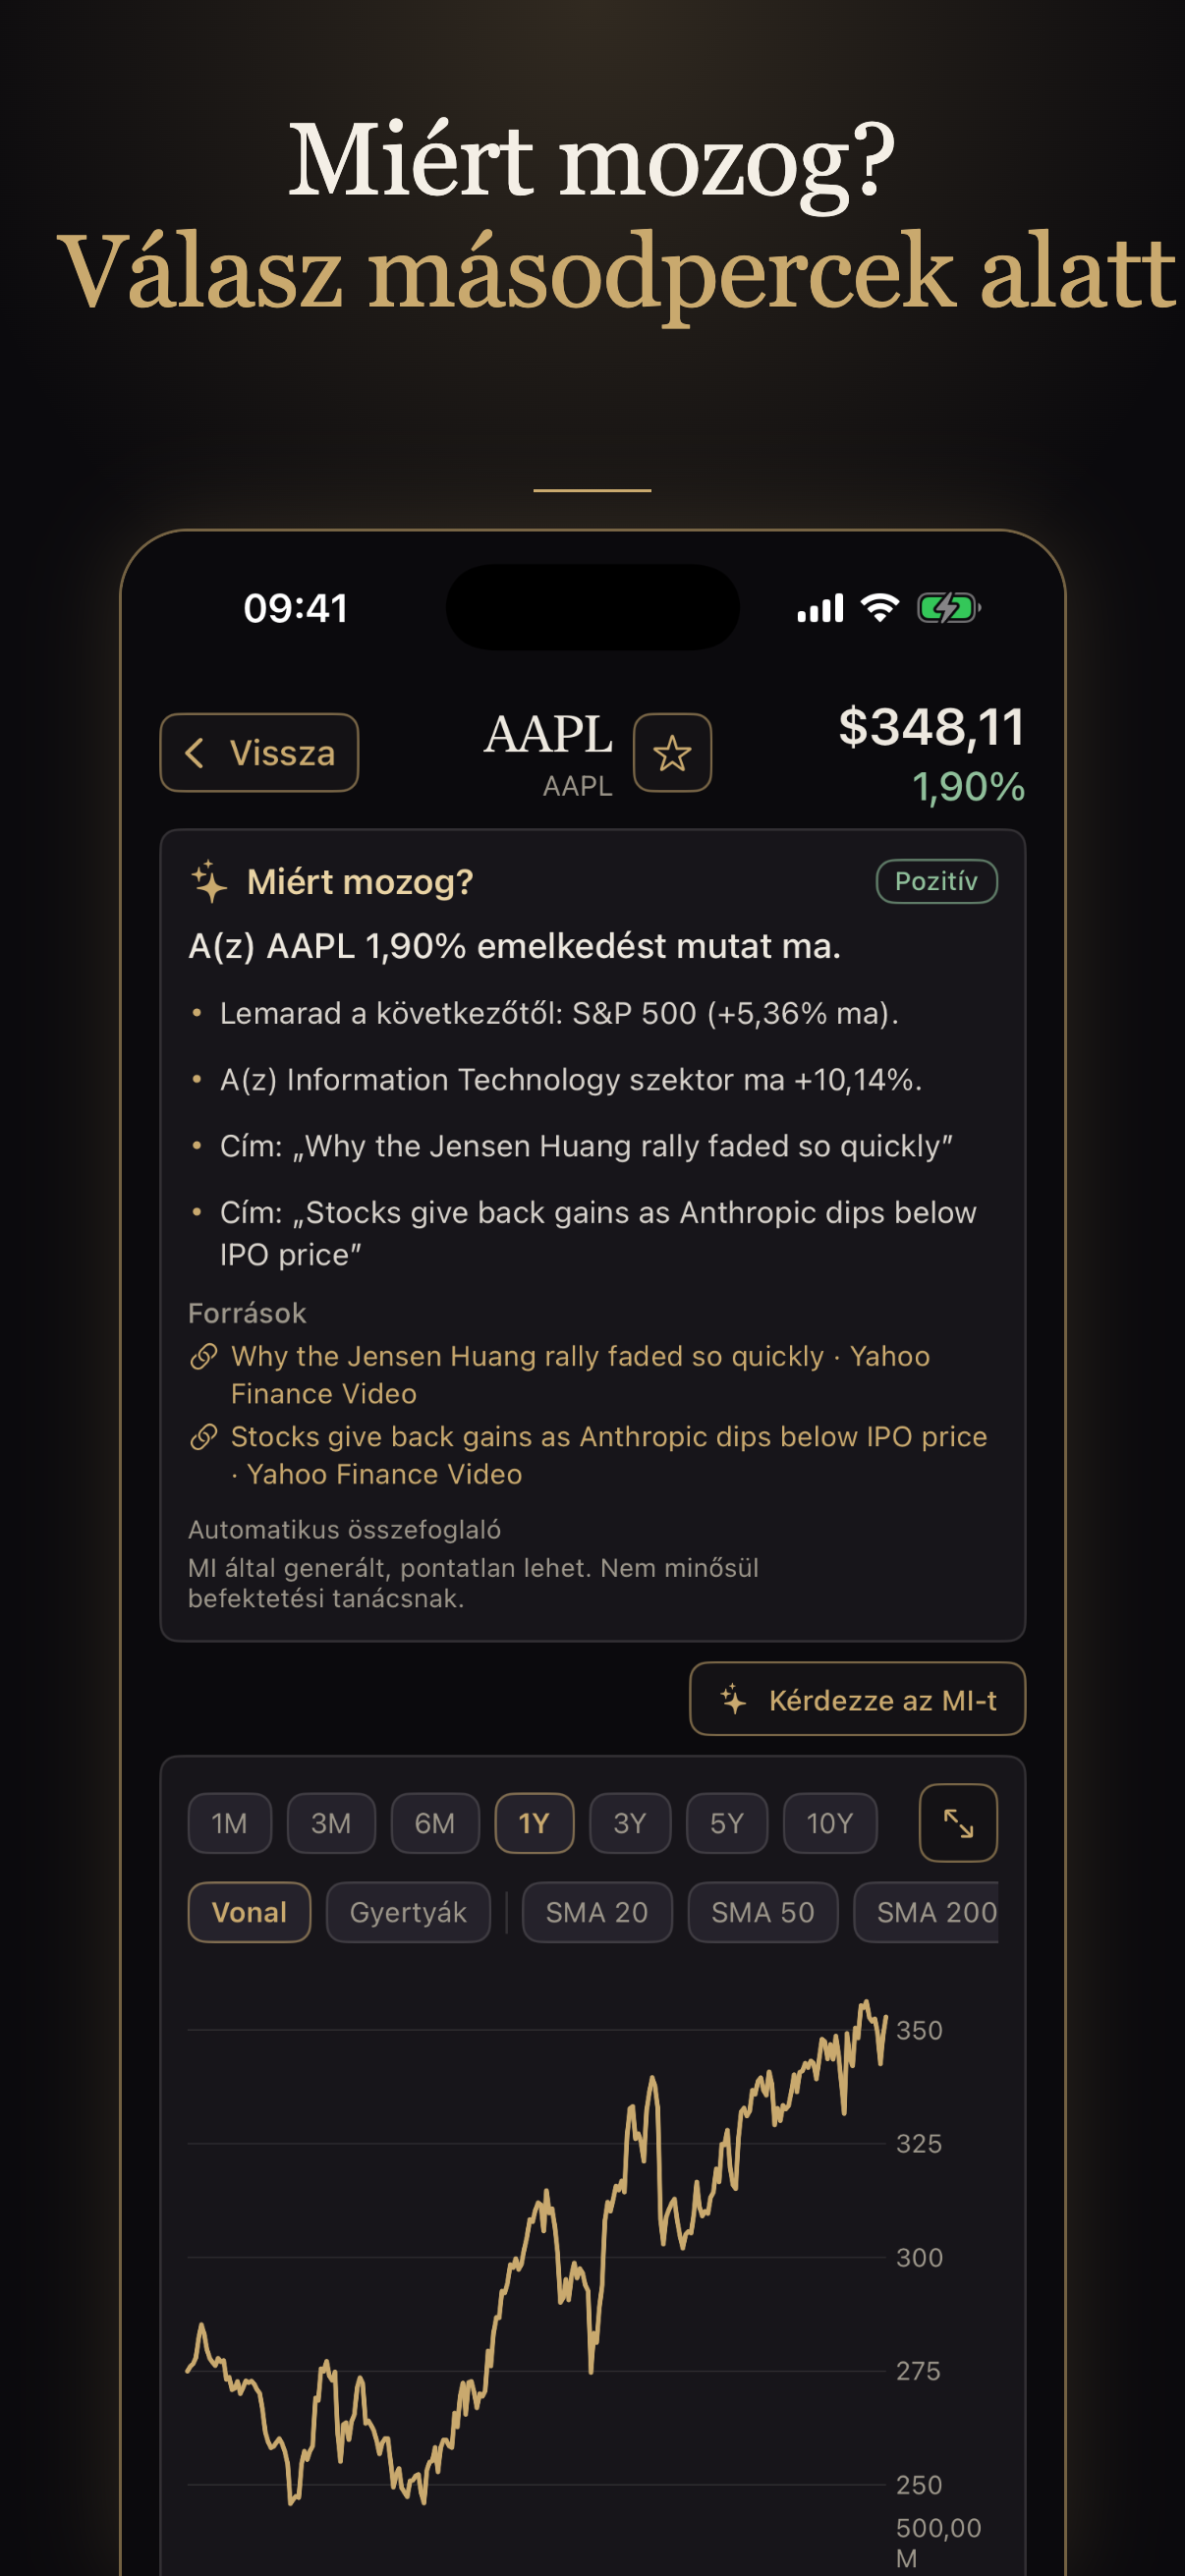 Miért mozog?
Válasz másodpercek alatt
09:41
Vissza
AAPL
AAPL
$348,11
1,90%
Miért mozog?
Pozitív
A(z) AAPL 1,90% emelkedést mutat ma.
• Lemarad a következőtől: S&P 500 (+5,36% ma).
• A(z) Information Technology szektor ma +10,14%.
• Cím: „Why the Jensen Huang rally faded so quickly”
• Cím: „Stocks give back gains as Anthropic dips below
IPO price”
Források
Why the Jensen Huang rally faded so quickly · Yahoo
Finance Video
Stocks give back gains as Anthropic dips below IPO price
· Yahoo Finance Video
Automatikus összefoglaló
MI által generált, pontatlan lehet. Nem minősül
befektetési tanácsnak.
Kérdezze az MI-t
1M 3M 6M 1Y 3Y 5Y 10Y
Vonal Gyertyák SMA 20 SMA 50 SMA 200
350
325
300
275
250
500,00
M